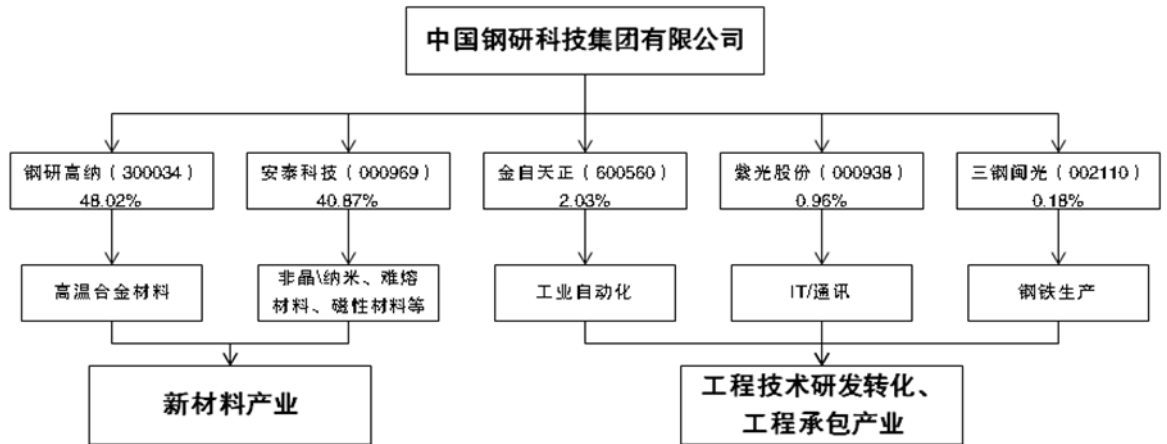 中国钢研科技集团有限公司
钢研高纳（300034）
48.02%
安泰科技（000969）
40.87%
金自天正（600560）
2.03%
紫光股份（000938）
0.96%
三钢闽光（002110）
0.18%
高温合金材料
非晶\纳米、难熔
材料、磁性材料等
工业自动化
IT/通讯
钢铁生产
新材料产业
工程技术研发转化、
工程承包产业